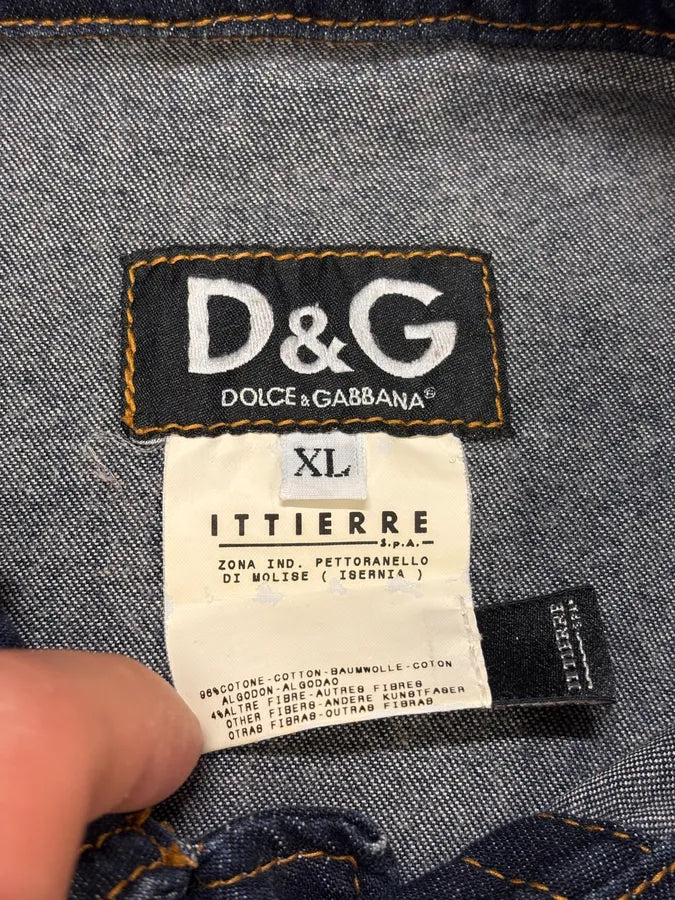 D&G
DOLCE & GABBANA®
XL
ITTIERRE
S.p.A.
ZONA IND. PETTORANELLO
DI MOLISE ( ISERNIA )
96%COTONE-COTTON-BAUMWOLLE-COTON
ALGODON-ALGODAO
4%ALTRE FIBRE-AUTRES FIBRES
OTHER FIBERS-ANDERE KUNSTFASER
OTRAS FIBRAS-OUTRAS FIBRAS
ITTIERRE